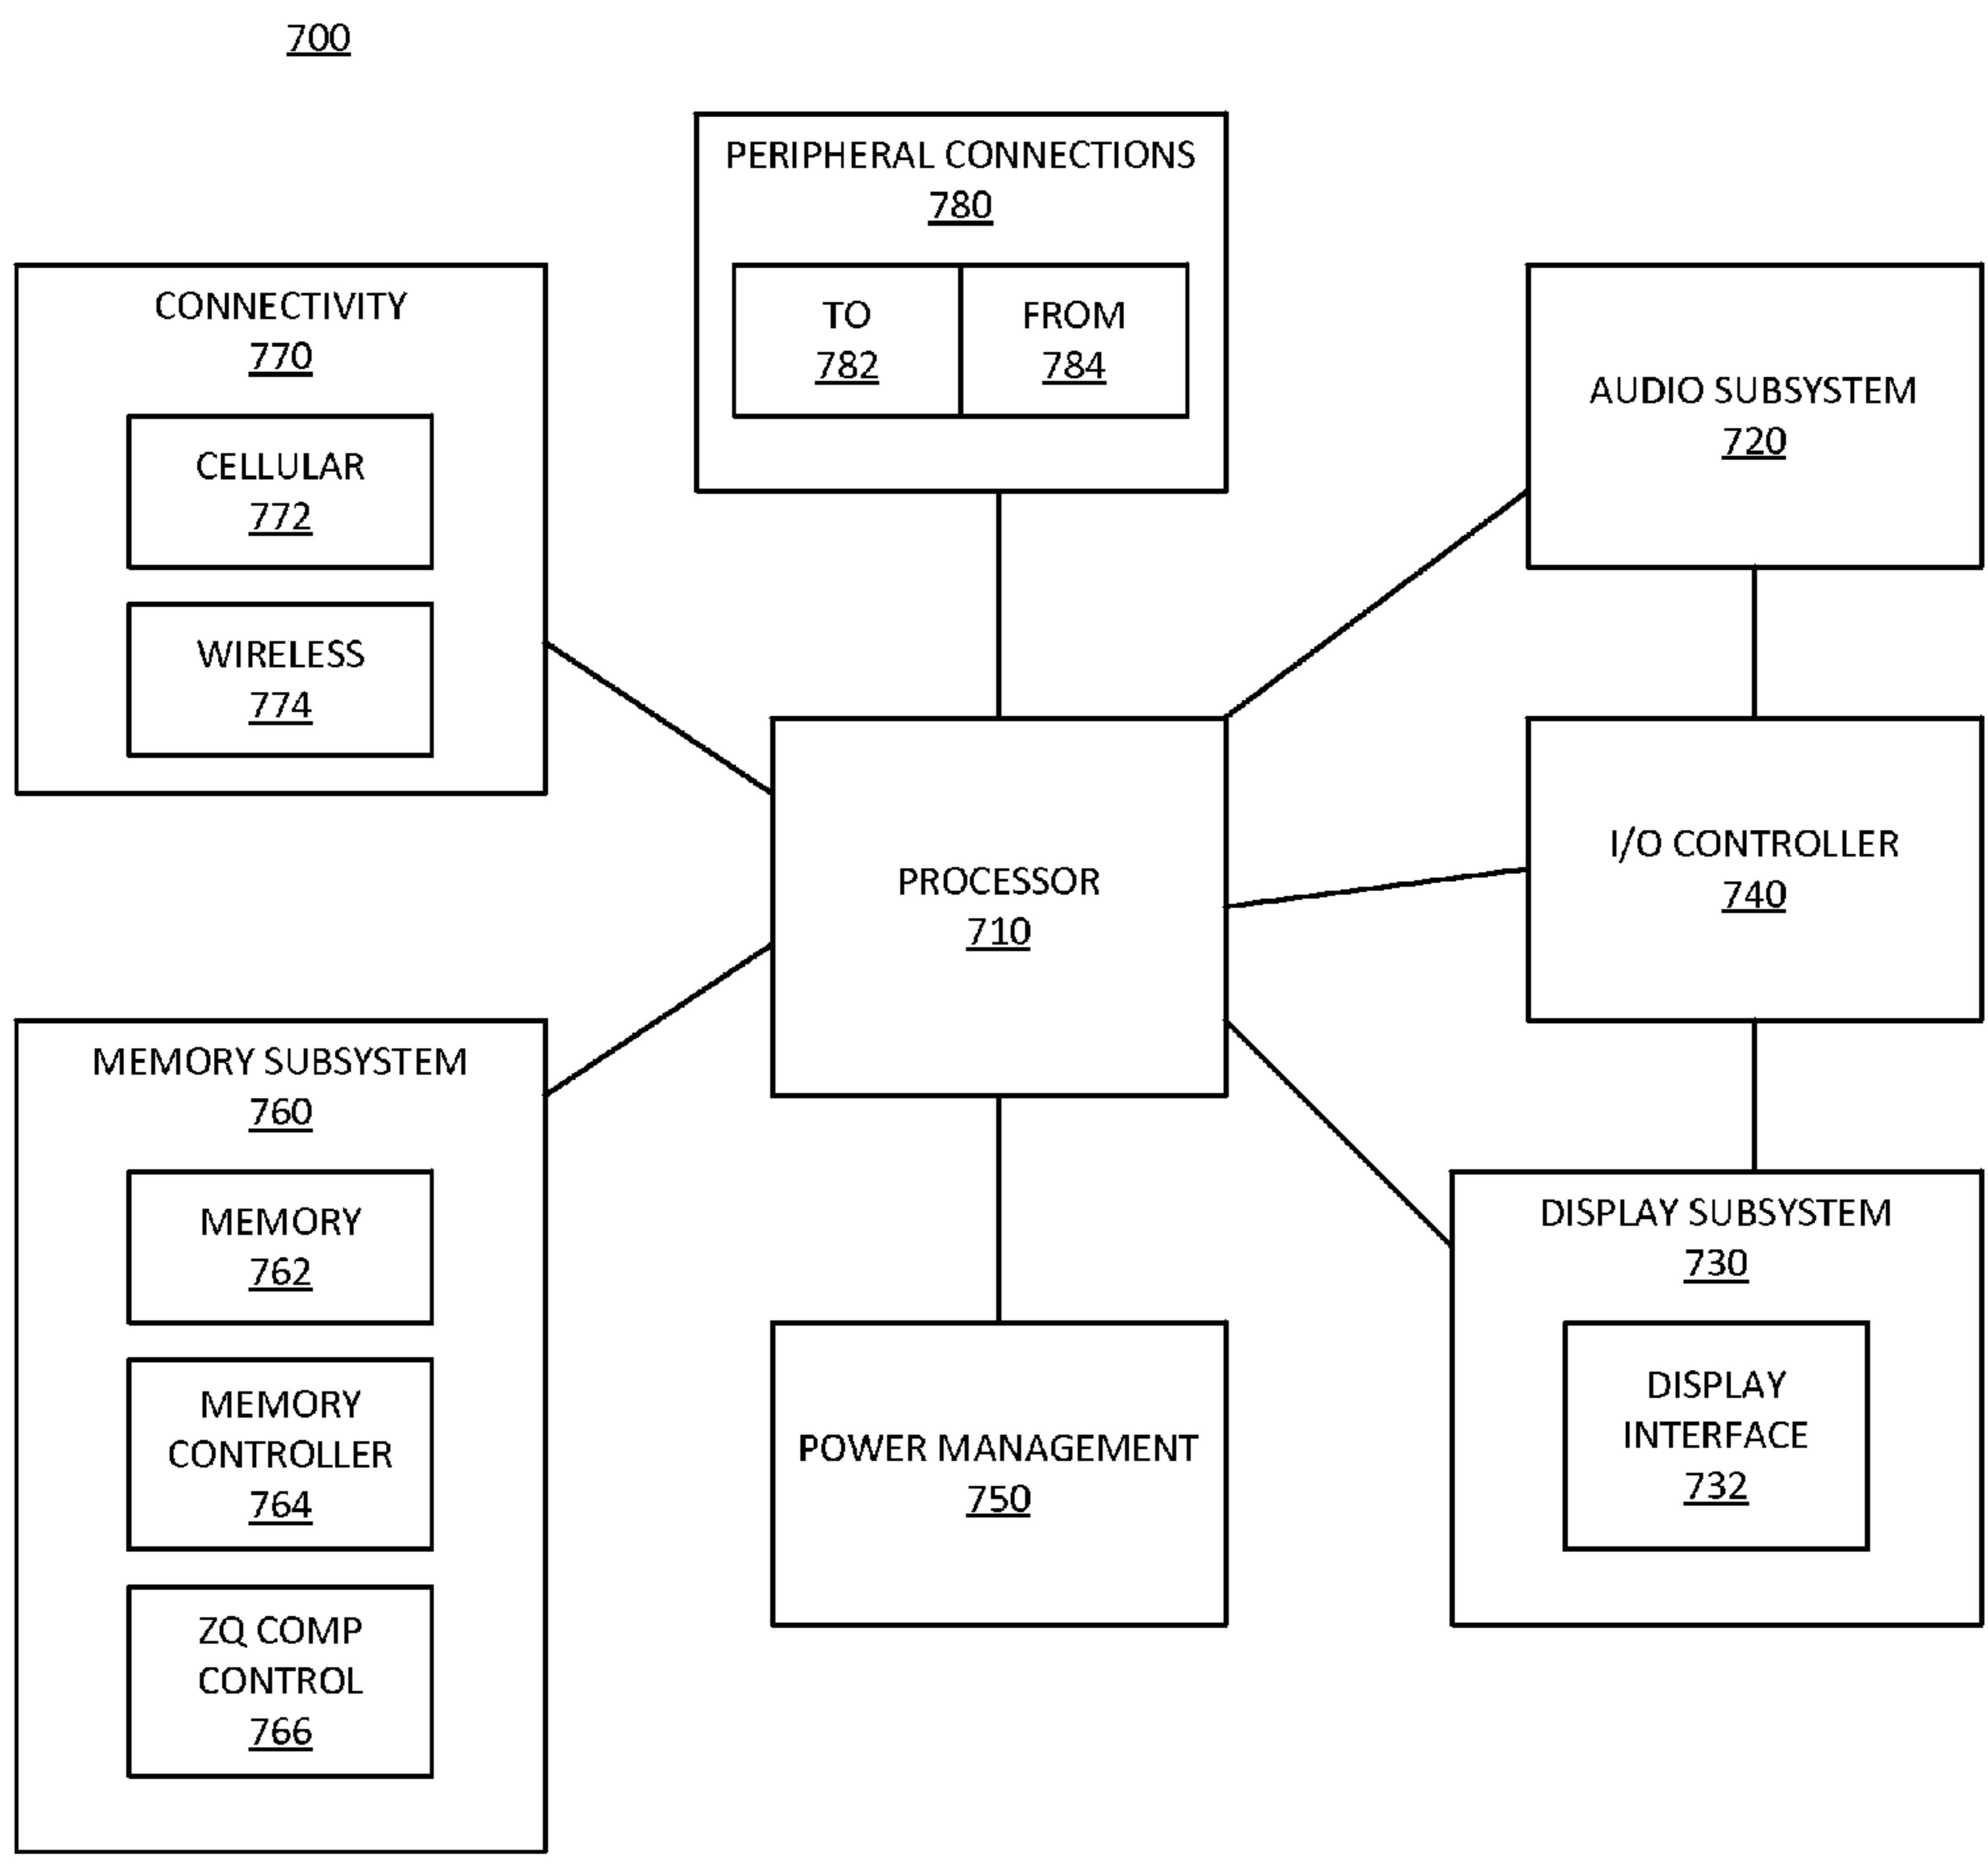 700
PERIPHERAL CONNECTIONS
780
TO
782
FROM
784
CONNECTIVITY
770
CELLULAR
772
WIRELESS
774
AUDIO SUBSYSTEM
720
PROCESSOR
710
I/O CONTROLLER
740
MEMORY SUBSYSTEM
760
MEMORY
762
MEMORY
CONTROLLER
764
ZQ COMP
CONTROL
766
POWER MANAGEMENT
750
DISPLAY SUBSYSTEM
730
DISPLAY
INTERFACE
732